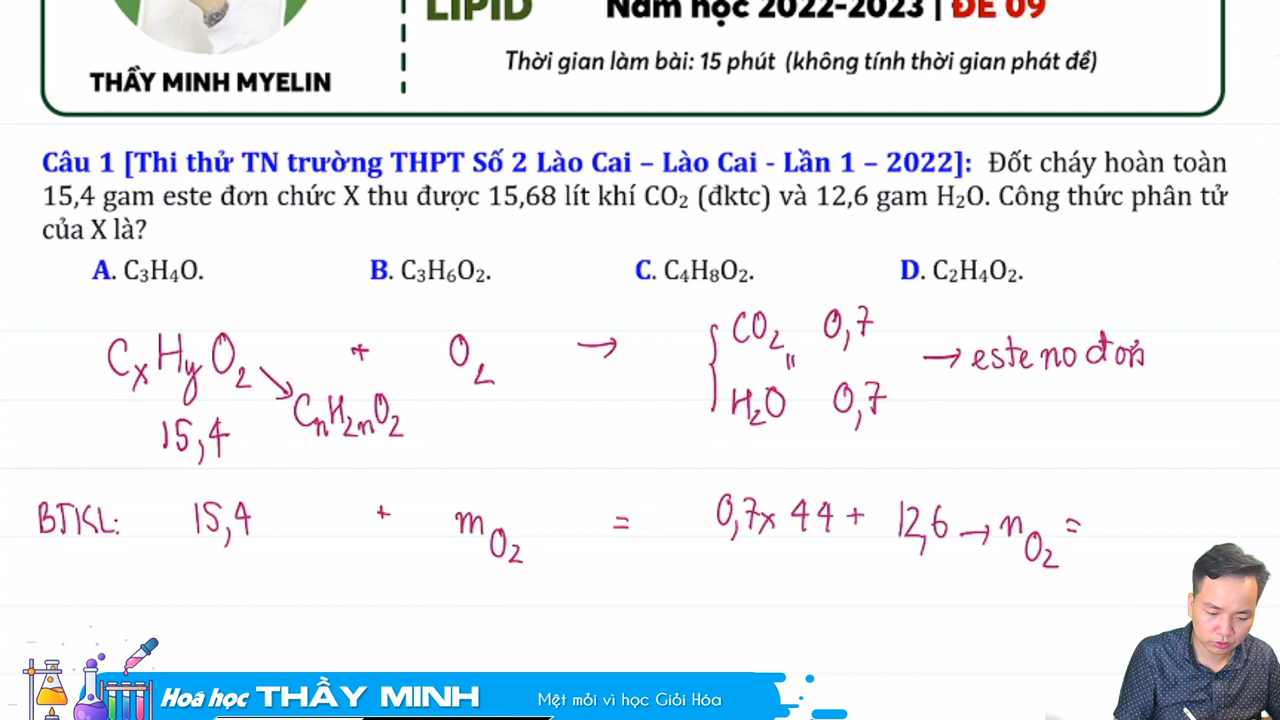 LIPID
Năm học 2022-2023 | ĐỀ 09
Thời gian làm bài: 15 phút (không tính thời gian phát đề)
THẦY MINH MYELIN
Câu 1 [Thi thử TN trường THPT Số 2 Lào Cai – Lào Cai - Lần 1 – 2022]: Đốt cháy hoàn toàn
15,4 gam este đơn chức X thu được 15,68 lít khí CO₂ (đktc) và 12,6 gam H₂O. Công thức phân tử
của X là?
A. C₃H₄O. B. C₃H₆O₂. C. C₄H₈O₂. D. C₂H₄O₂.
CxHyO₂ + O₂ → { CO₂ 0,7
" → este no đơn
CnH2nO₂ H₂O 0,7
15,4
BTKL: 15,4 + mO₂ = 0,7x 44 + 12,6 → nO₂ =
Hoá học THẦY MINH Mệt mỏi vì học Giỏi Hóa